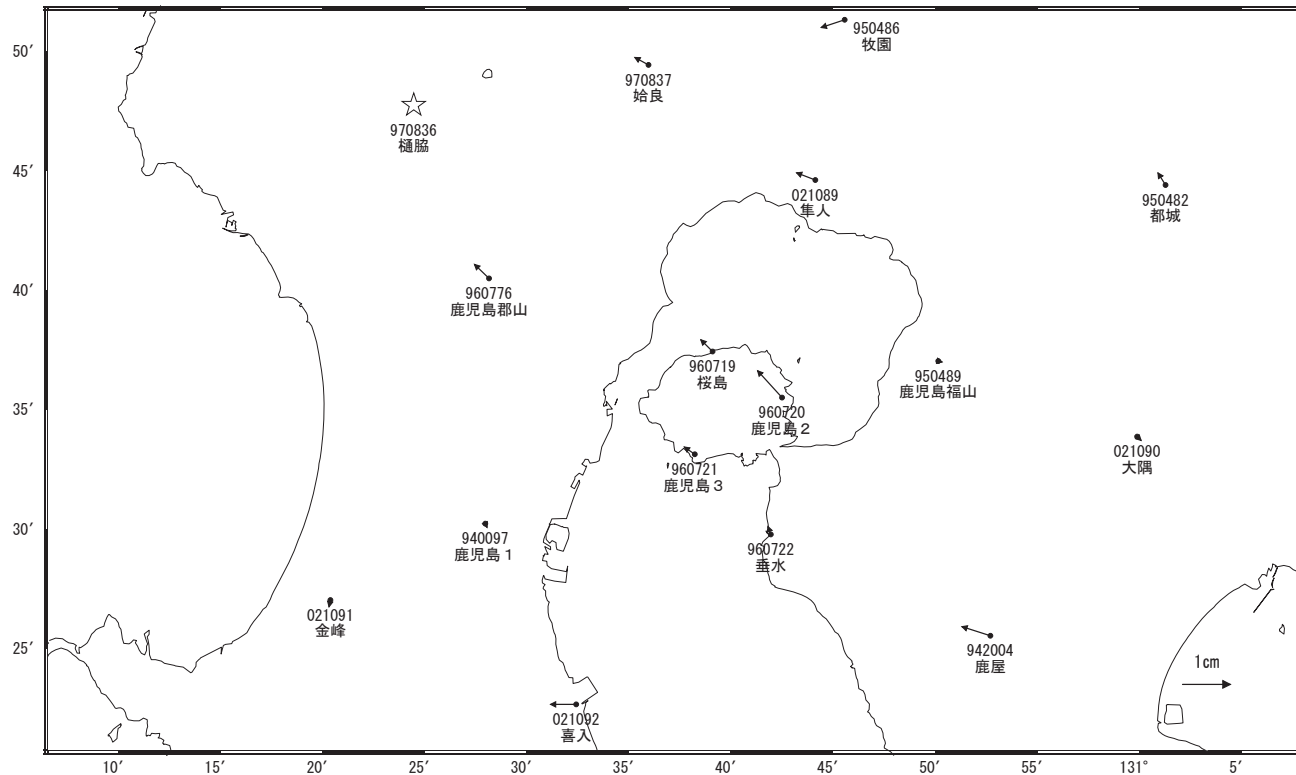 50′
45′
40′
35′
30′
25′
950486
牧園
970837
姶良
970836
樋脇
021089
隼人
950482
都城
960776
鹿児島郡山
960719
桜島
950489
鹿児島福山
960720
鹿児島２
021090
大隅
960721
鹿児島３
940097
鹿児島１
960722
垂水
021091
金峰
942004
鹿屋
1cm
021092
喜入
10′ 15′ 20′ 25′ 30′ 35′ 40′ 45′ 50′ 55′ 131° 5′